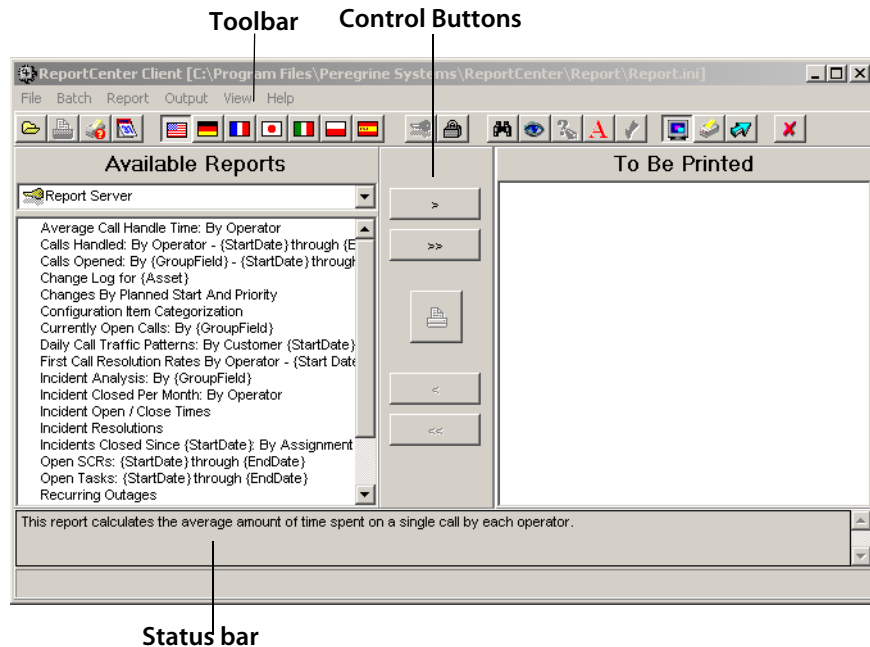 Toolbar
Control Buttons
ReportCenter Client [C:\Program Files\Peregrine Systems\ReportCenter\Report\Report.ini]
File Batch Report Output View Help
Available Reports
To Be Printed
Report Server
>
Average Call Handle Time: By Operator
Calls Handled: By Operator - {StartDate} through {E
>>
Calls Opened: By {GroupField} - {StartDate} through
Change Log for {Asset}
Changes By Planned Start And Priority
Configuration Item Categorization
Currently Open Calls: By {GroupField}
Daily Call Traffic Patterns: By Customer {StartDate}
First Call Resolution Rates By Operator - {Start Date
Incident Analysis: By {GroupField}
<
Incident Closed Per Month: By Operator
Incident Open / Close Times
Incident Resolutions
<<
Incidents Closed Since {StartDate}: By Assignment
Open SCRs: {StartDate} through {EndDate}
Open Tasks: {StartDate} through {EndDate}
Recurring Outages
This report calculates the average amount of time spent on a single call by each operator.
Status bar